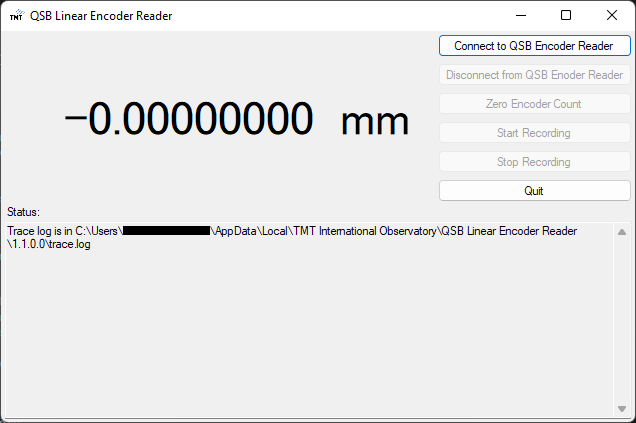 TMT QSB Linear Encoder Reader
Connect to QSB Encoder Reader
Disconnect from QSB Enoder Reader
−0.00000000 mm
Zero Encoder Count
Start Recording
Stop Recording
Quit
Status:
Trace log is in C:\Users\ \AppData\Local\TMT International Observatory\QSB Linear Encoder Reader
\1.1.0.0\trace.log